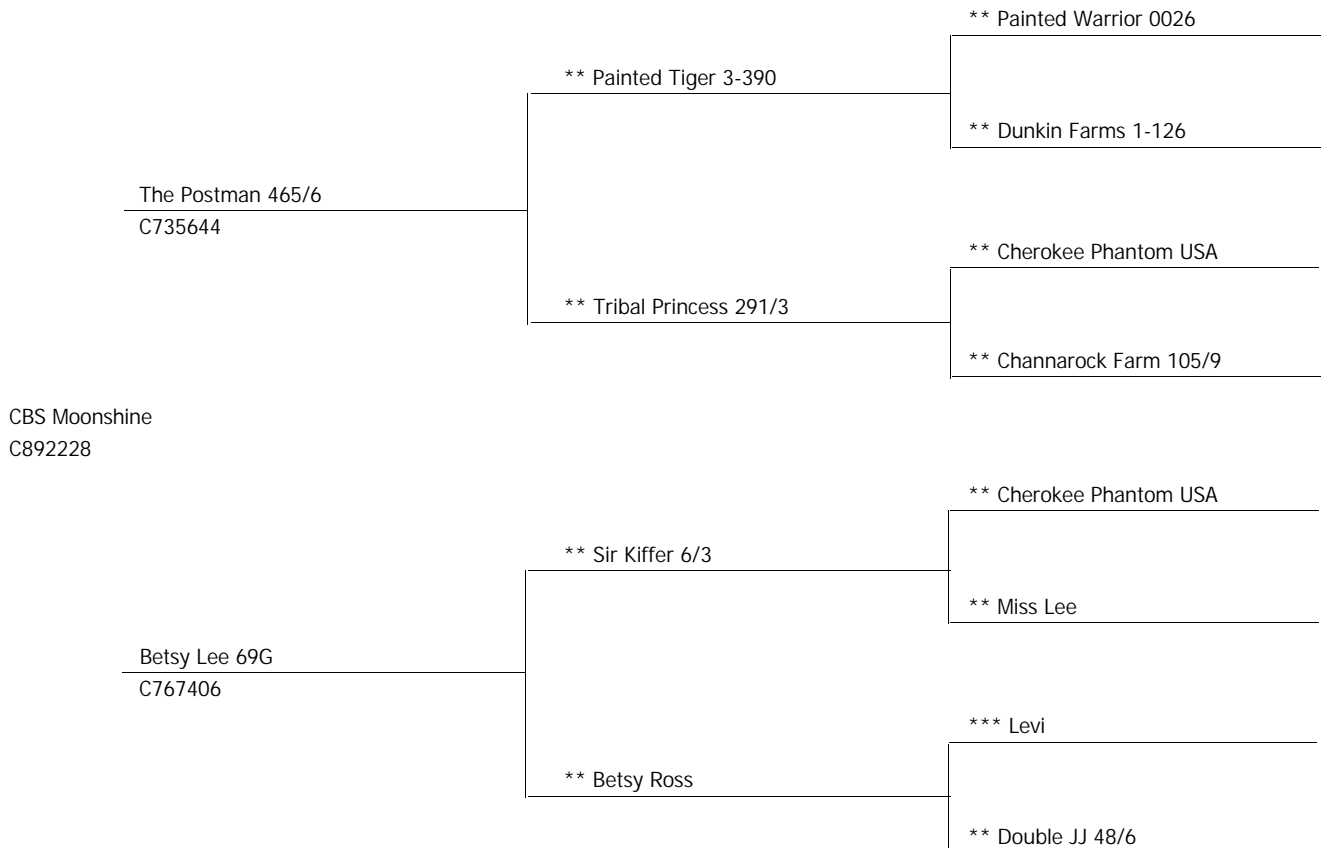 ** Painted Warrior 0026
** Painted Tiger 3-390
** Dunkin Farms 1-126
The Postman 465/6
C735644
** Cherokee Phantom USA
** Tribal Princess 291/3
** Channarock Farm 105/9
CBS Moonshine
C892228
** Cherokee Phantom USA
** Sir Kiffer 6/3
** Miss Lee
Betsy Lee 69G
C767406
*** Levi
** Betsy Ross
** Double JJ 48/6